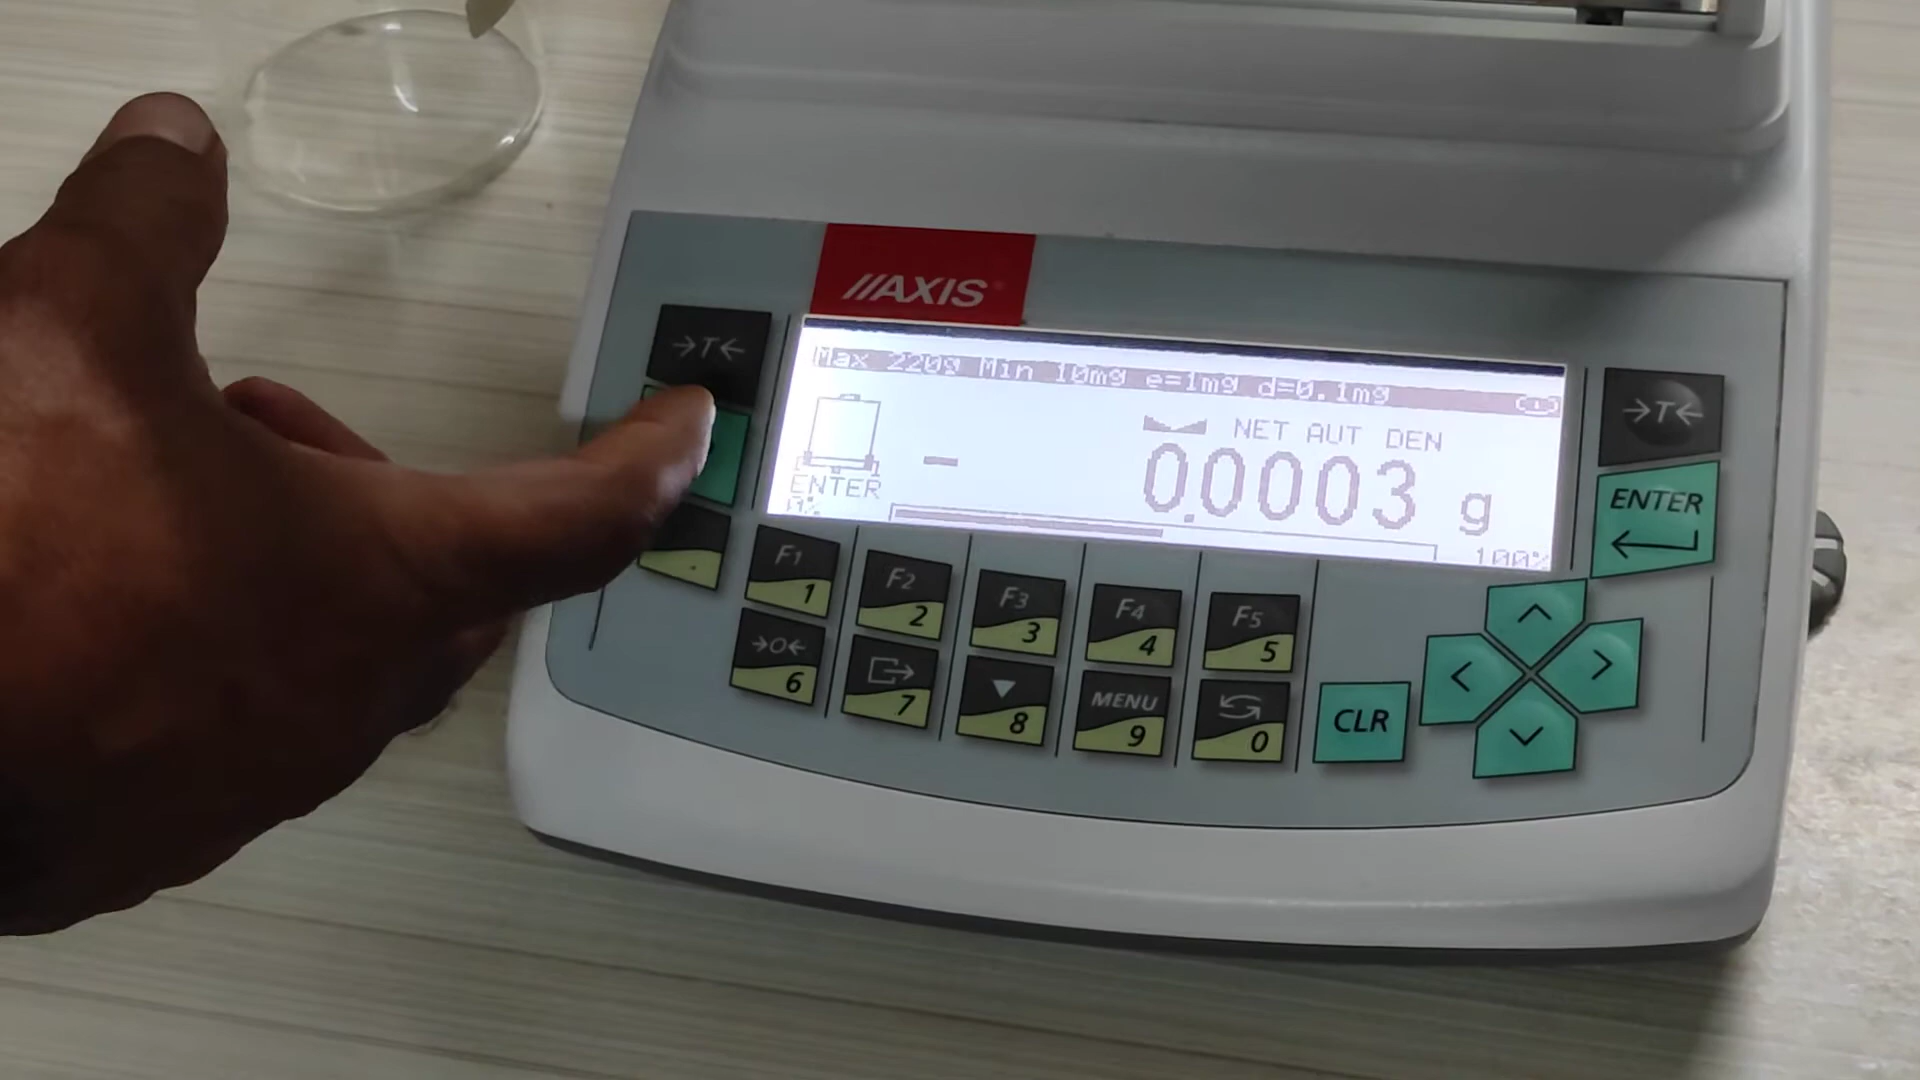 //AXIS
→T←
Max 220g Min 10mg e=1mg d=0.1mg
NET AUT DEN
- 0.0003 g
ENTER
0% 100%
→T←
ENTER
.
F1 1
F2 2
F3 3
F4 4
F5 5
→0← 6
7
8
MENU 9
0
CLR